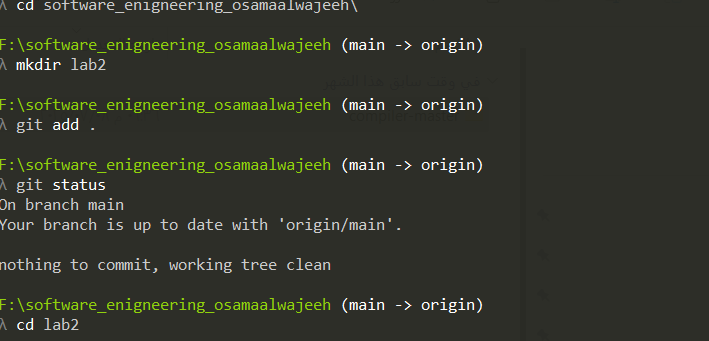 λ cd software_enigneering_osamaalwajeeh\
F:\software_enigneering_osamaalwajeeh (main -> origin)
λ mkdir lab2
F:\software_enigneering_osamaalwajeeh (main -> origin)
λ git add .
F:\software_enigneering_osamaalwajeeh (main -> origin)
λ git status
On branch main
Your branch is up to date with 'origin/main'.
nothing to commit, working tree clean
F:\software_enigneering_osamaalwajeeh (main -> origin)
λ cd lab2